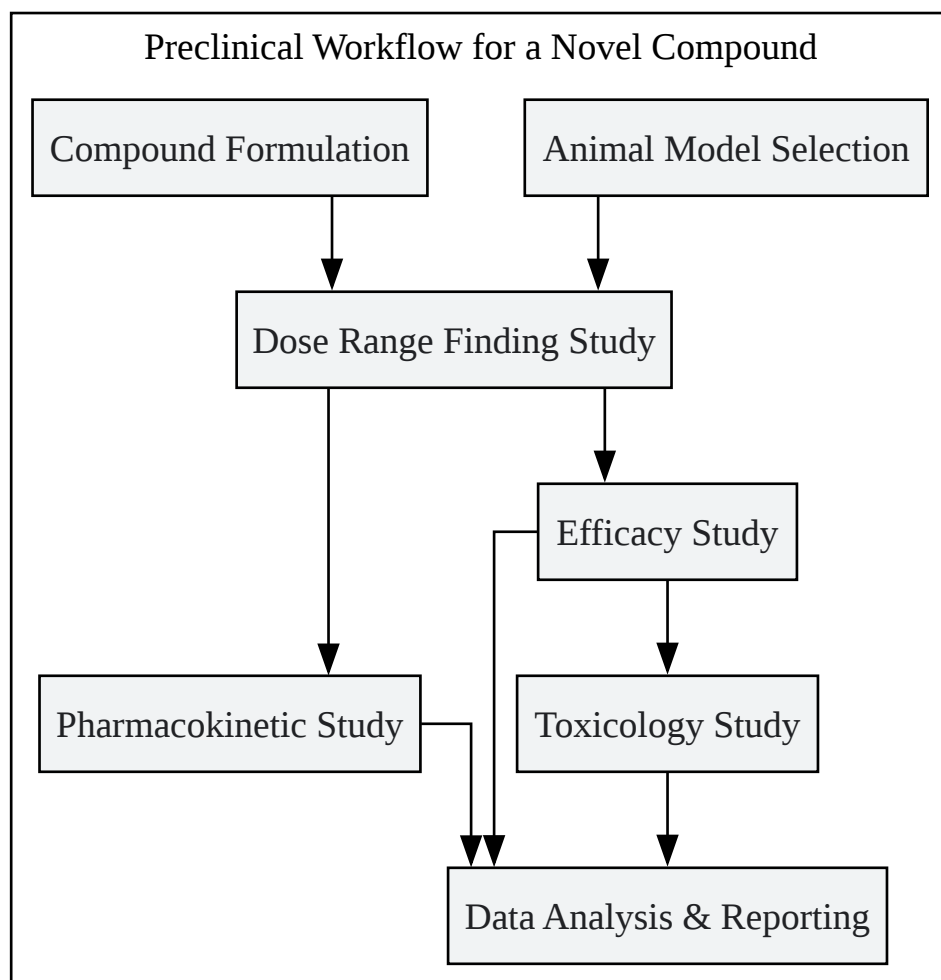 Preclinical Workflow for a Novel Compound
Compound Formulation
Animal Model Selection
Dose Range Finding Study
Efficacy Study
Pharmacokinetic Study
Toxicology Study
Data Analysis & Reporting